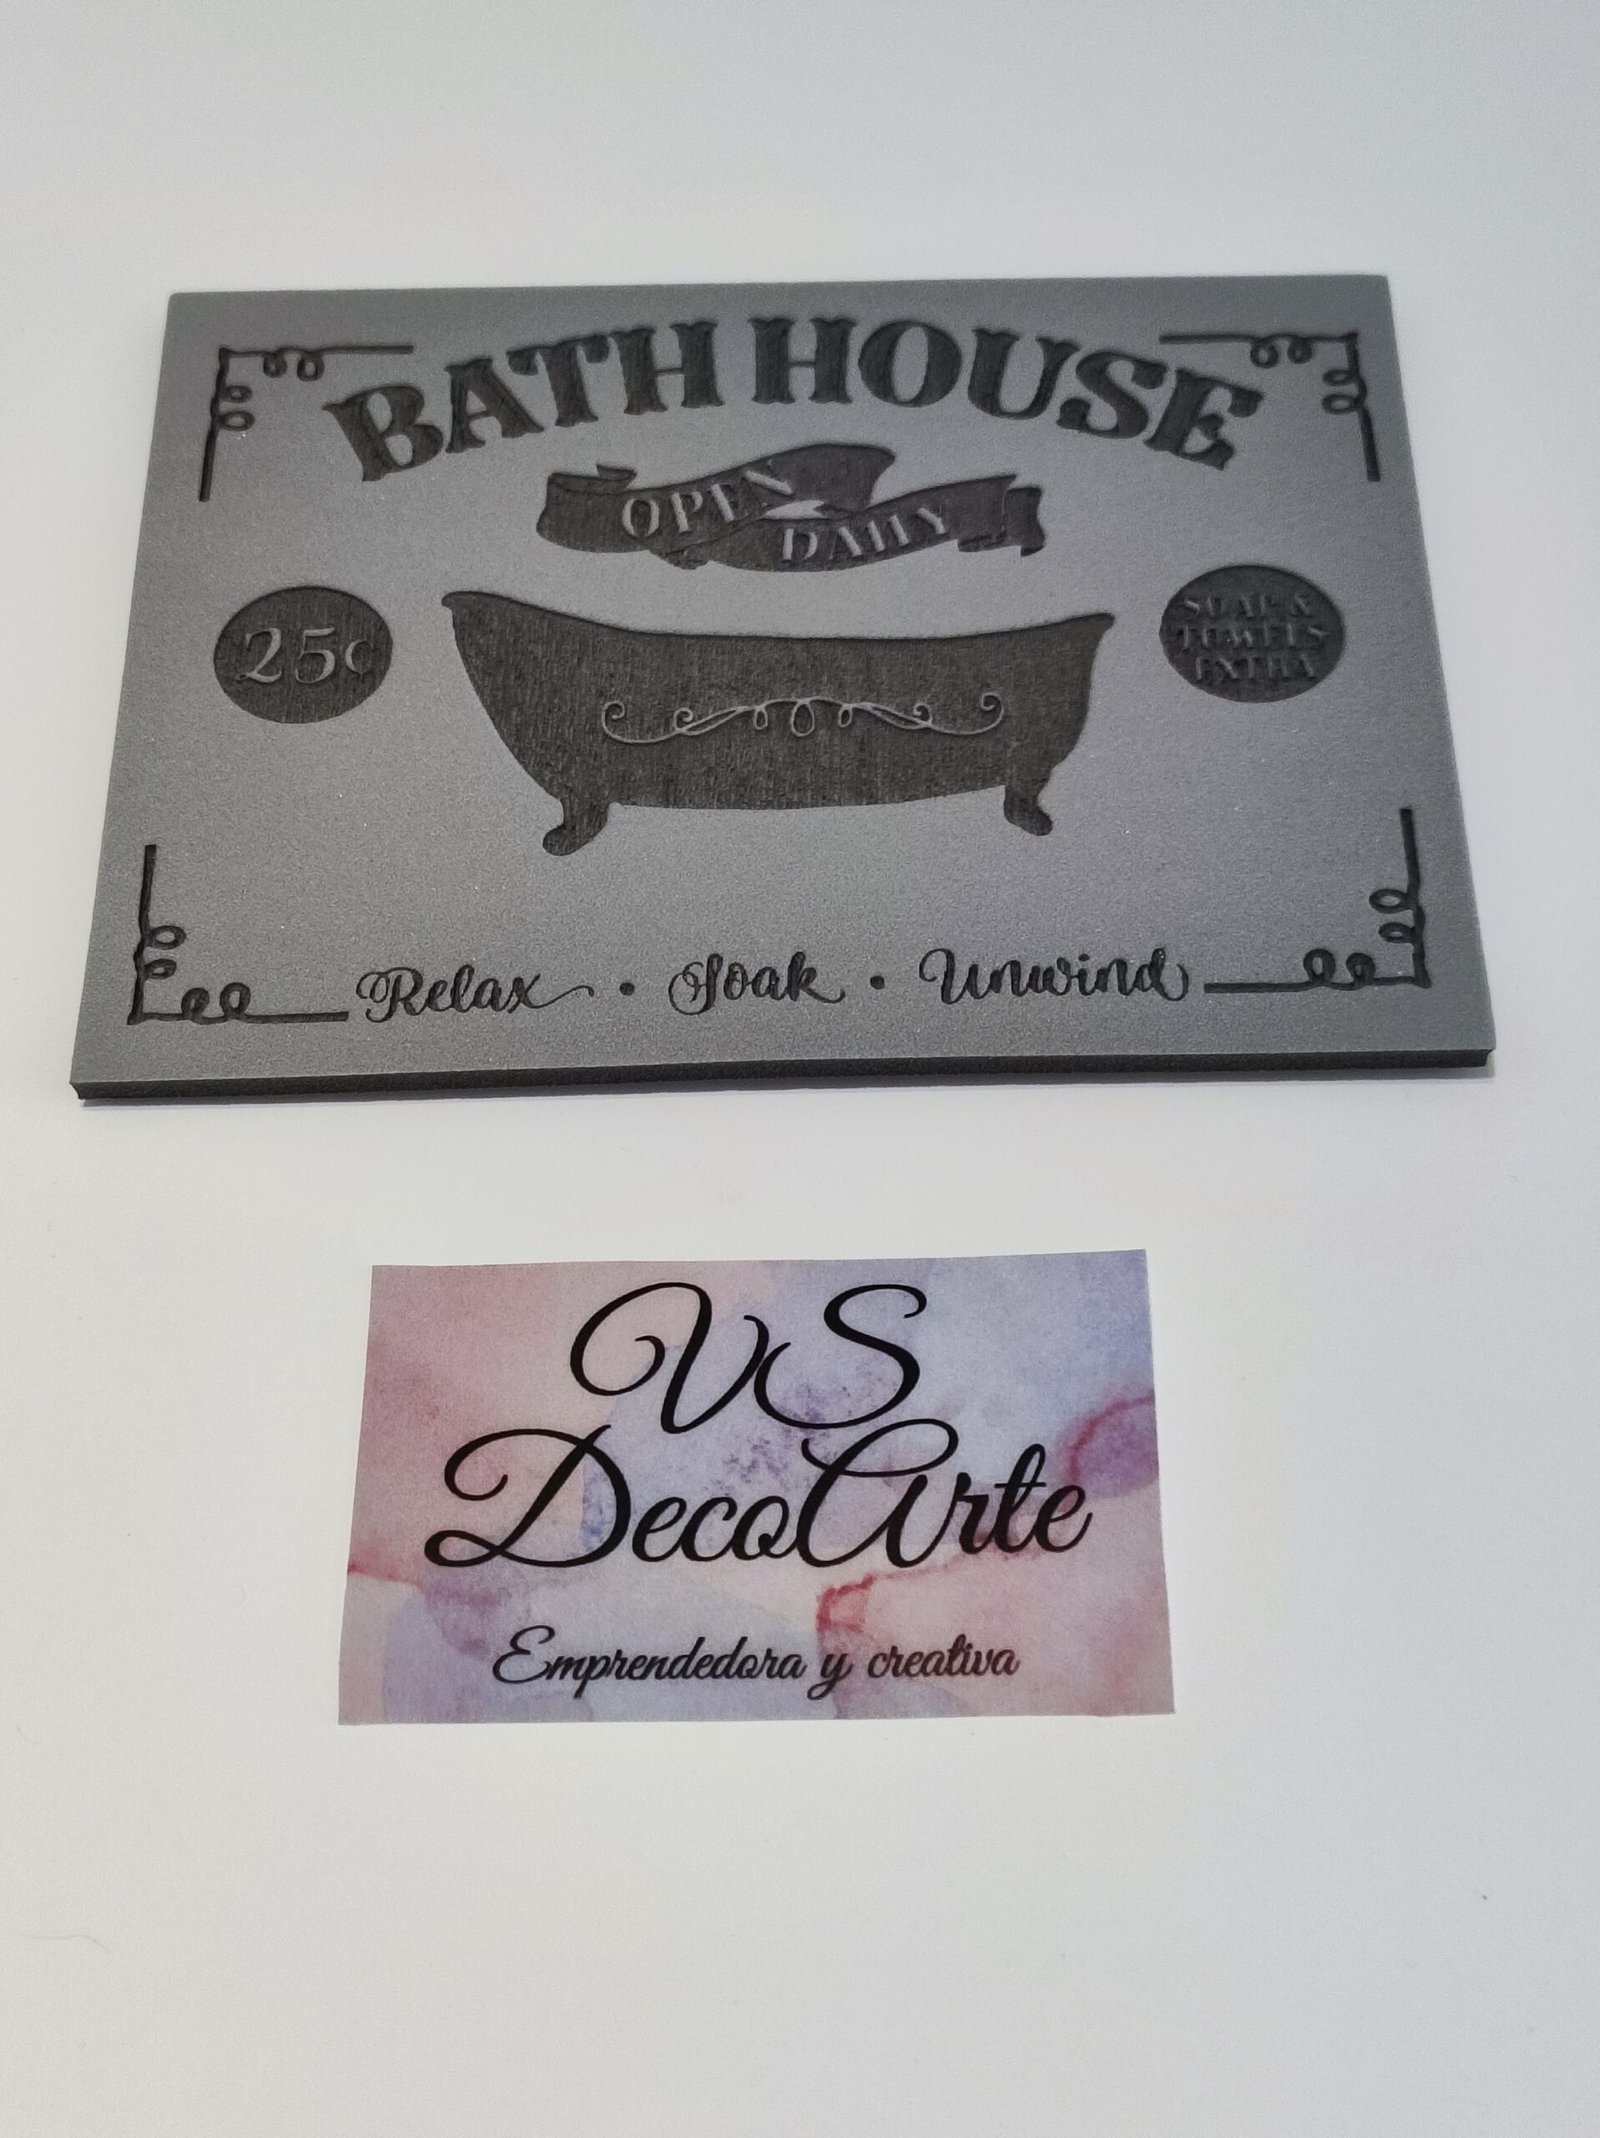 BATH HOUSE
OPEN
DAILY
25¢
SOAP &
TOWELS
EXTRA
Relax • Soak • Unwind
VS
DecoArte
Emprendedora y creativa